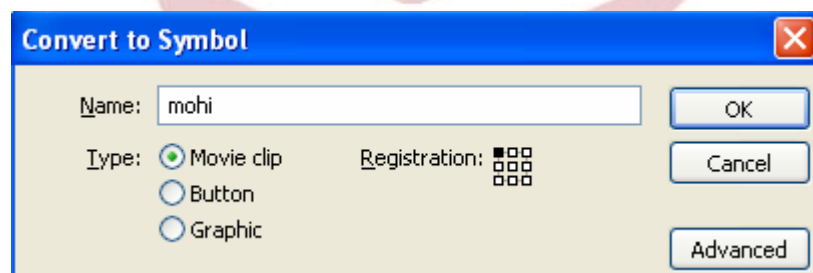 Convert to Symbol
Name: mohi OK
Type: Movie clip Registration: Cancel
Button
Graphic
Advanced